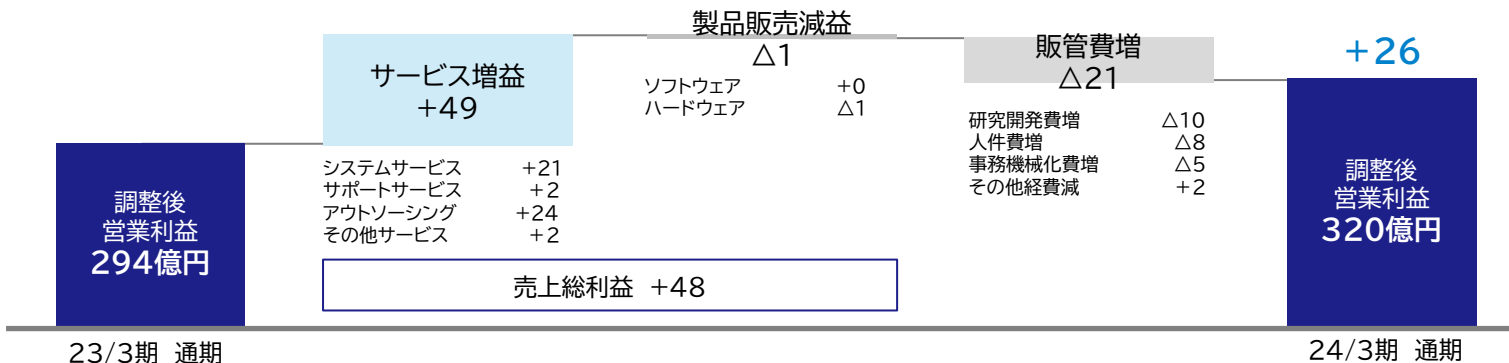 調整後
営業利益
294億円
23/3期 通期
サービス増益
+49
システムサービス +21
サポートサービス +2
アウトソーシング +24
その他サービス +2
製品販売減益
△1
ソフトウェア +0
ハードウェア △1
売上総利益 +48
販管費増
△21
研究開発費増 △10
人件費増 △8
事務機械化費増 △5
その他経費減 +2
+26
調整後
営業利益
320億円
24/3期 通期